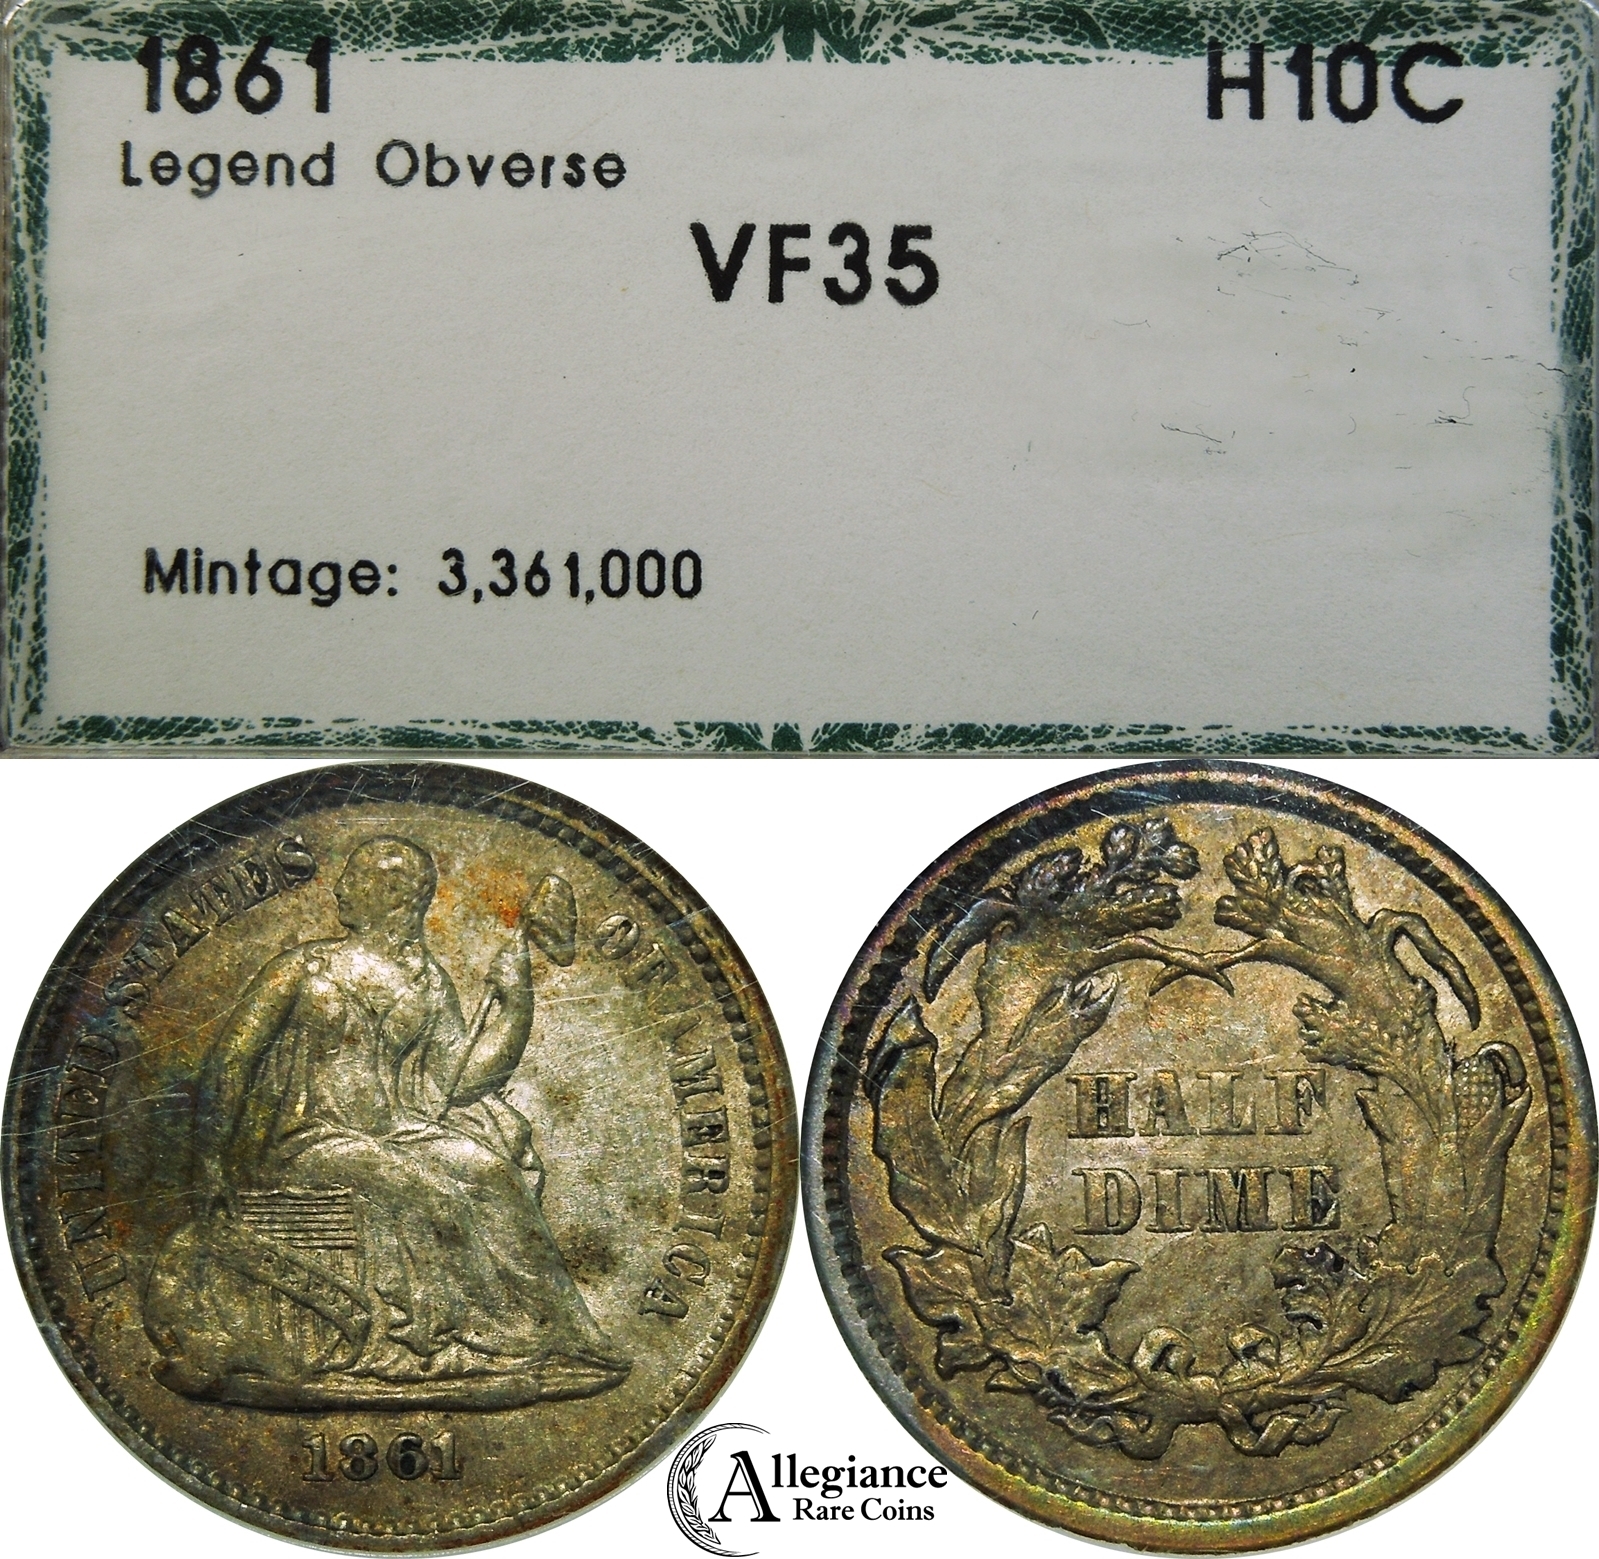 1861 H10C
Legend Obverse
VF35
Mintage: 3,361,000
UNITED STATES OF AMERICA
1861
HALF
DIME
Allegiance
Rare Coins